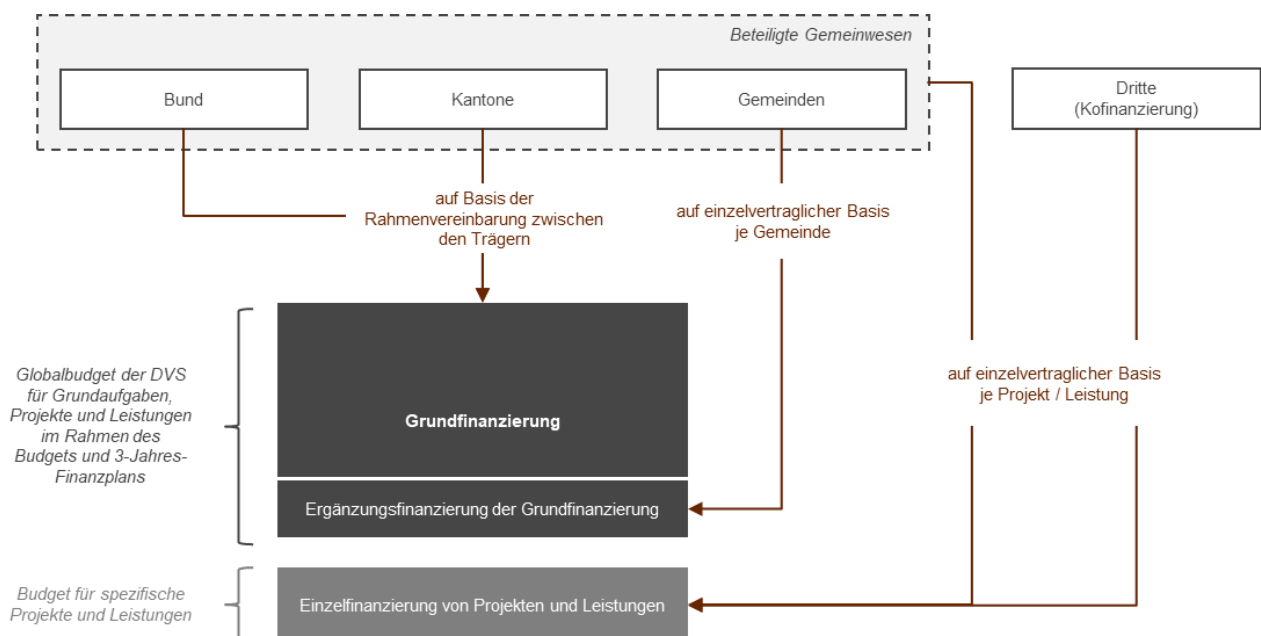 Beteiligte Gemeinwesen
Bund
Kantone
Gemeinden
Dritte
(Kofinanzierung)
auf Basis der
Rahmenvereinbarung zwischen
den Trägern
auf einzelvertraglicher Basis
je Gemeinde
Globalbudget der DVS
für Grundaufgaben,
Projekte und Leistungen
im Rahmen des
Budgets und 3-Jahres-
Finanzplans
Grundfinanzierung
auf einzelvertraglicher Basis
je Projekt / Leistung
Ergänzungsfinanzierung der Grundfinanzierung
Budget für spezifische
Projekte und Leistungen
Einzelfinanzierung von Projekten und Leistungen